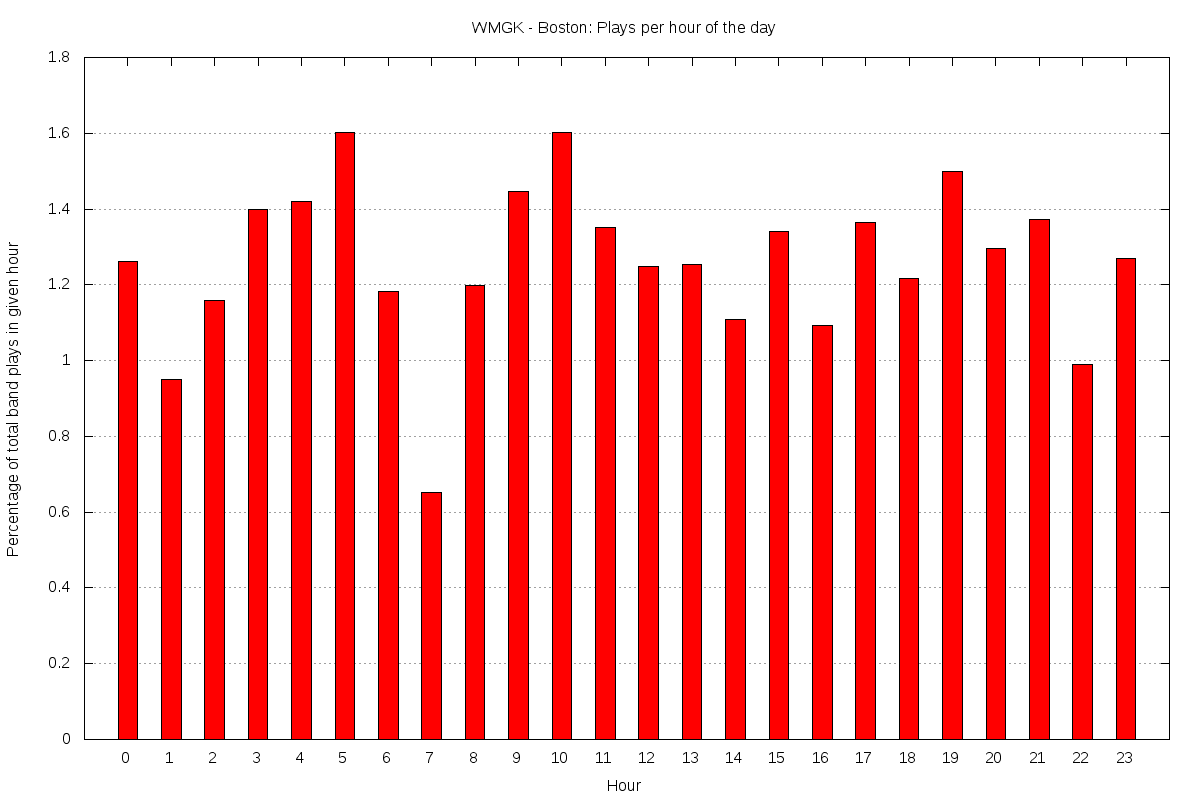 WMGK - Boston: Plays per hour of the day
1.8
1.6
1.4
1.2
1
0.8
0.6
0.4
0.2
0
Percentage of total band plays in given hour
0 1 2 3 4 5 6 7 8 9 10 11 12 13 14 15 16 17 18 19 20 21 22 23
Hour